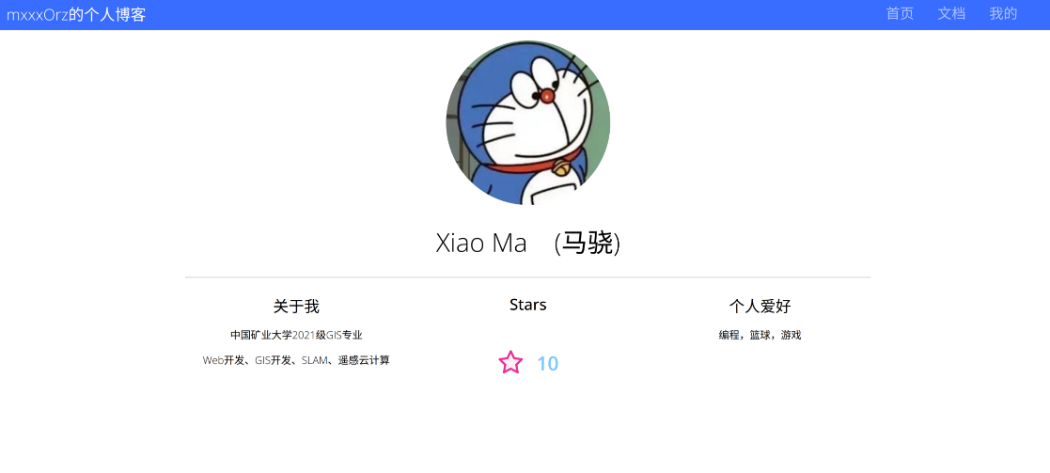 mxxxOrz的个人博客
首页 文档 我的
Xiao Ma (马骁)
关于我
中国矿业大学2021级GIS专业
Web开发、GIS开发、SLAM、遥感云计算
Stars
10
个人爱好
编程，篮球，游戏